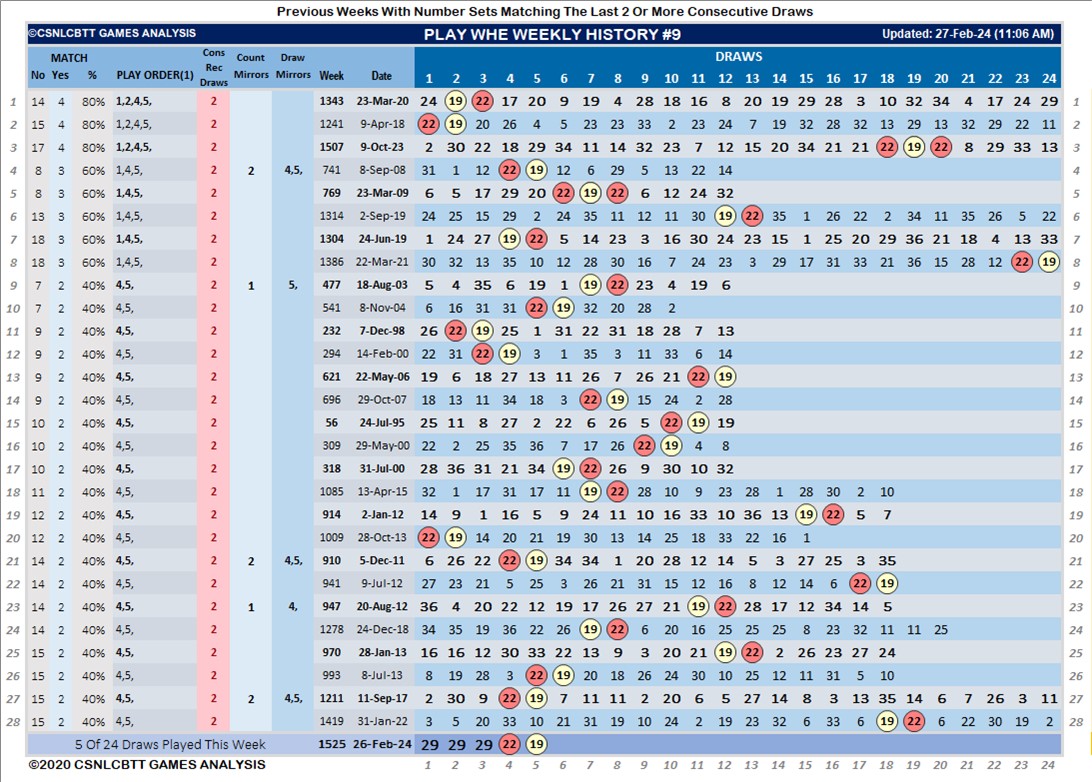 Previous Weeks With Number Sets Matching The Last 2 Or More Consecutive Draws
©CSNLCBTT GAMES ANALYSIS PLAY WHE WEEKLY HISTORY #9 Updated: 27-Feb-24 (11:06 AM)
MATCH Cons Rec Draws Count Mirrors Draw Mirrors DRAWS
No Yes % PLAY ORDER(1) Week Date 1 2 3 4 5 6 7 8 9 10 11 12 13 14 15 16 17 18 19 20 21 22 23 24
1 14 4 80% 1,2,4,5, 2 1343 23-Mar-20 24 19 22 17 20 9 19 4 28 18 16 8 20 19 29 28 3 10 32 34 4 17 24 29 1
2 15 4 80% 1,2,4,5, 2 1241 9-Apr-18 22 19 20 26 4 5 23 23 33 2 23 24 7 19 32 28 32 13 29 13 32 29 22 11 2
3 17 4 80% 1,2,4,5, 2 1507 9-Oct-23 2 30 22 18 29 34 11 14 32 23 7 12 15 20 34 21 21 22 19 22 8 29 33 13 3
4 8 3 60% 1,4,5, 2 2 4,5, 741 8-Sep-08 31 1 12 22 19 12 6 29 5 13 22 14 4
5 8 3 60% 1,4,5, 2 769 23-Mar-09 6 5 17 29 20 22 19 22 6 12 24 32 5
6 13 3 60% 1,4,5, 2 1314 2-Sep-19 24 25 15 29 2 24 35 11 12 11 30 19 22 35 1 26 22 2 34 11 35 26 5 22 6
7 18 3 60% 1,4,5, 2 1304 24-Jun-19 1 24 27 19 22 5 14 23 3 16 30 24 23 15 1 25 20 29 36 21 18 4 13 33 7
8 18 3 60% 1,4,5, 2 1386 22-Mar-21 30 32 13 35 10 12 28 30 16 7 24 23 3 29 17 31 33 21 36 15 28 12 22 19 8
9 7 2 40% 4,5, 2 1 5, 477 18-Aug-03 5 4 35 6 19 1 19 22 23 4 19 6 9
10 7 2 40% 4,5, 2 541 8-Nov-04 6 16 31 31 22 19 32 20 28 2 10
11 9 2 40% 4,5, 2 232 7-Dec-98 26 22 19 25 1 31 22 31 18 28 7 13 11
12 9 2 40% 4,5, 2 294 14-Feb-00 22 31 22 19 3 1 35 3 11 33 6 14 12
13 9 2 40% 4,5, 2 621 22-May-06 19 6 18 27 13 11 26 7 26 21 22 19 13
14 9 2 40% 4,5, 2 696 29-Oct-07 18 13 11 34 18 3 22 19 15 24 2 28 14
15 10 2 40% 4,5, 2 56 24-Jul-95 25 11 8 27 2 22 6 26 5 22 19 19 15
16 10 2 40% 4,5, 2 309 29-May-00 22 2 25 35 36 7 17 26 22 19 4 8 16
17 10 2 40% 4,5, 2 318 31-Jul-00 28 36 31 21 34 19 22 26 9 30 10 32 17
18 11 2 40% 4,5, 2 1085 13-Apr-15 32 1 17 31 17 11 19 22 28 10 9 23 28 1 28 30 2 10 18
19 12 2 40% 4,5, 2 914 2-Jan-12 14 9 1 16 5 9 24 11 10 16 33 10 36 13 19 22 5 7 19
20 12 2 40% 4,5, 2 1009 28-Oct-13 22 19 14 20 21 19 30 13 14 25 18 33 22 16 1 20
21 14 2 40% 4,5, 2 2 4,5, 910 5-Dec-11 6 26 22 22 19 34 34 1 20 28 12 14 5 3 27 25 3 35 21
22 14 2 40% 4,5, 2 941 9-Jul-12 27 23 21 5 25 3 26 21 31 15 12 16 8 12 14 6 22 19 22
23 14 2 40% 4,5, 2 1 4, 947 20-Aug-12 36 4 20 22 12 19 17 26 27 21 19 22 28 17 12 34 14 5 23
24 14 2 40% 4,5, 2 1278 24-Dec-18 34 35 19 36 22 26 19 22 6 20 16 25 25 25 8 23 17 32 11 11 25 24
25 15 2 40% 4,5, 2 970 28-Jan-13 16 16 12 30 33 22 13 9 3 20 21 19 22 2 26 23 27 24 25
26 15 2 40% 4,5, 2 993 8-Jul-13 8 19 28 3 22 19 20 18 26 24 30 10 25 12 11 31 5 10 26
27 15 2 40% 4,5, 2 2 4,5, 1211 11-Sep-17 2 30 9 22 19 7 11 11 2 20 6 5 27 14 8 3 13 35 14 6 7 26 3 11 27
28 15 2 40% 4,5, 2 1419 31-Jan-22 3 5 20 33 10 21 31 19 10 24 2 19 23 32 6 33 6 19 22 6 22 30 19 2 28
5 Of 24 Draws Played This Week 1525 26-Feb-24 29 29 29 22 19
©2020 CSNLCBTT GAMES ANALYSIS 1 2 3 4 5 6 7 8 9 10 11 12 13 14 15 16 17 18 19 20 21 22 23 24